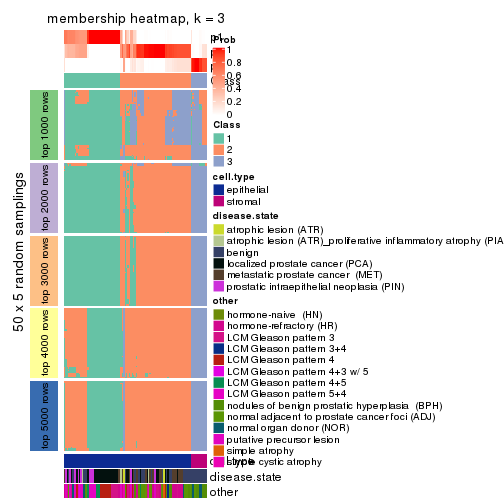 membership heatmap, k = 3
50 x 5 random samplings
top 1000 rows
top 2000 rows
top 3000 rows
top 4000 rows
top 5000 rows
Prob
1
0.8
0.6
0.4
0.2
0
Class
1
2
3
cell.type
epithelial
stromal
disease.state
atrophic lesion (ATR)
atrophic lesion (ATR)_proliferative inflammatory atrophy (PIA
benign
localized prostate cancer (PCA)
metastatic prostate cancer (MET)
prostatic intraepithelial neoplasia (PIN)
other
hormone-naive (HN)
hormone-refractory (HR)
LCM Gleason pattern 3
LCM Gleason pattern 3+4
LCM Gleason pattern 4
LCM Gleason pattern 4+3 w/ 5
LCM Gleason pattern 4+5
LCM Gleason pattern 5+4
nodules of benign prostatic hyperplasia (BPH)
normal adjacent to prostate cancer foci (ADJ)
normal organ donor (NOR)
putative precursor lesion
simple atrophy
cystic atrophy
disease.state
other